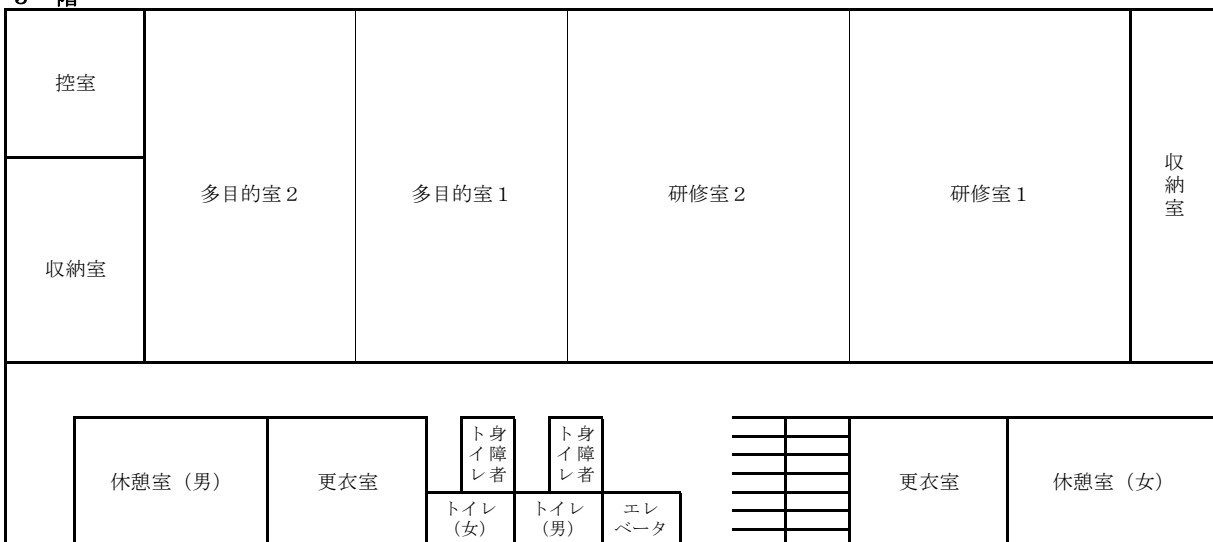 階
控室
収納室
多目的室２
多目的室１
研修室２
研修室１
収納室
休憩室（男）
更衣室
身障者
トイレ
身障者
トイレ
トイレ
（女）
トイレ
（男）
エレ
ベータ
更衣室
休憩室（女）